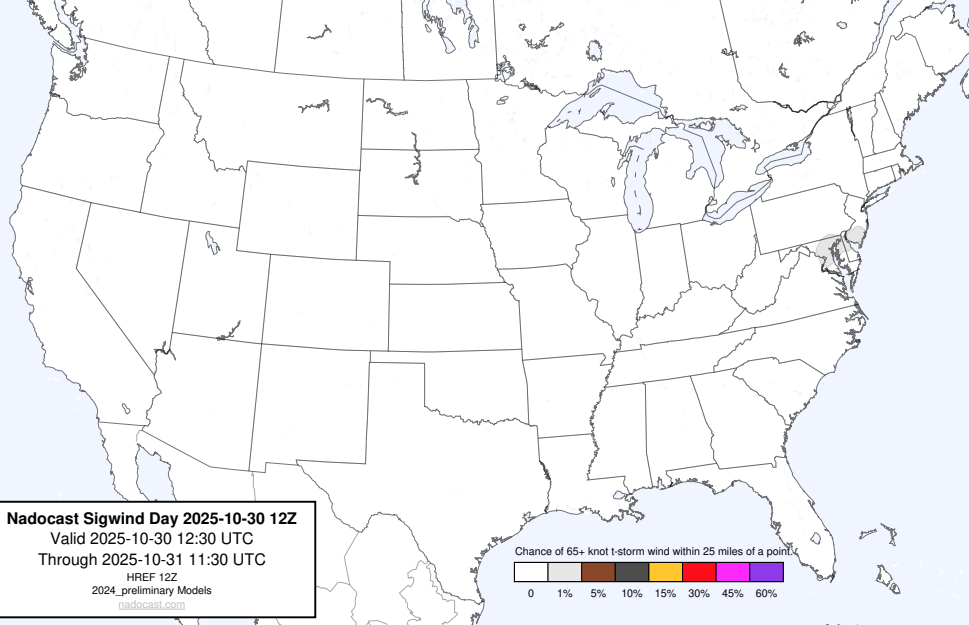 Nadocast Sigwind Day 2025-10-30 12Z
Valid 2025-10-30 12:30 UTC
Through 2025-10-31 11:30 UTC
HREF 12Z
2024_preliminary Models
nadocast.com
Chance of 65+ knot t-storm wind within 25 miles of a point.
0 1% 5% 10% 15% 30% 45% 60%